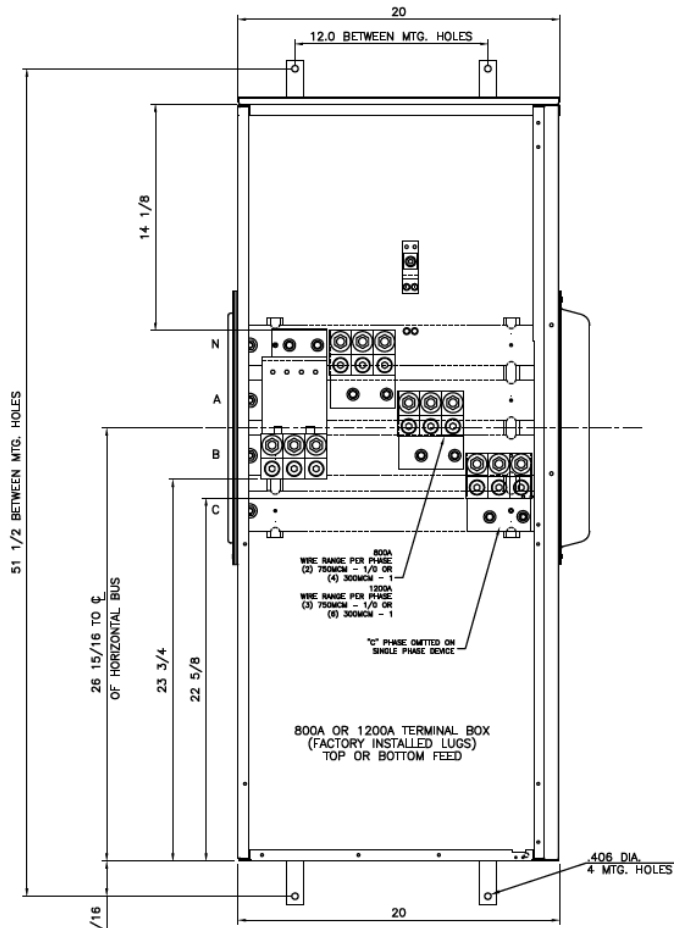 20
12.0 BETWEEN MTG. HOLES
14 1/8
N
A
B
C
51 1/2 BETWEEN MTG. HOLES
26 15/16 TO ℄
OF HORIZONTAL BUS
23 3/4
22 5/8
800A
WIRE RANGE PER PHASE
(2) 750MCM - 1/0 OR
(4) 300MCM - 1
1200A
WIRE RANGE PER PHASE
(3) 750MCM - 1/0 OR
(6) 300MCM - 1
"C" PHASE OMITTED ON
SINGLE PHASE DEVICE
800A OR 1200A TERMINAL BOX
(FACTORY INSTALLED LUGS)
TOP OR BOTTOM FEED
.406 DIA.
4 MTG. HOLES
/16
20